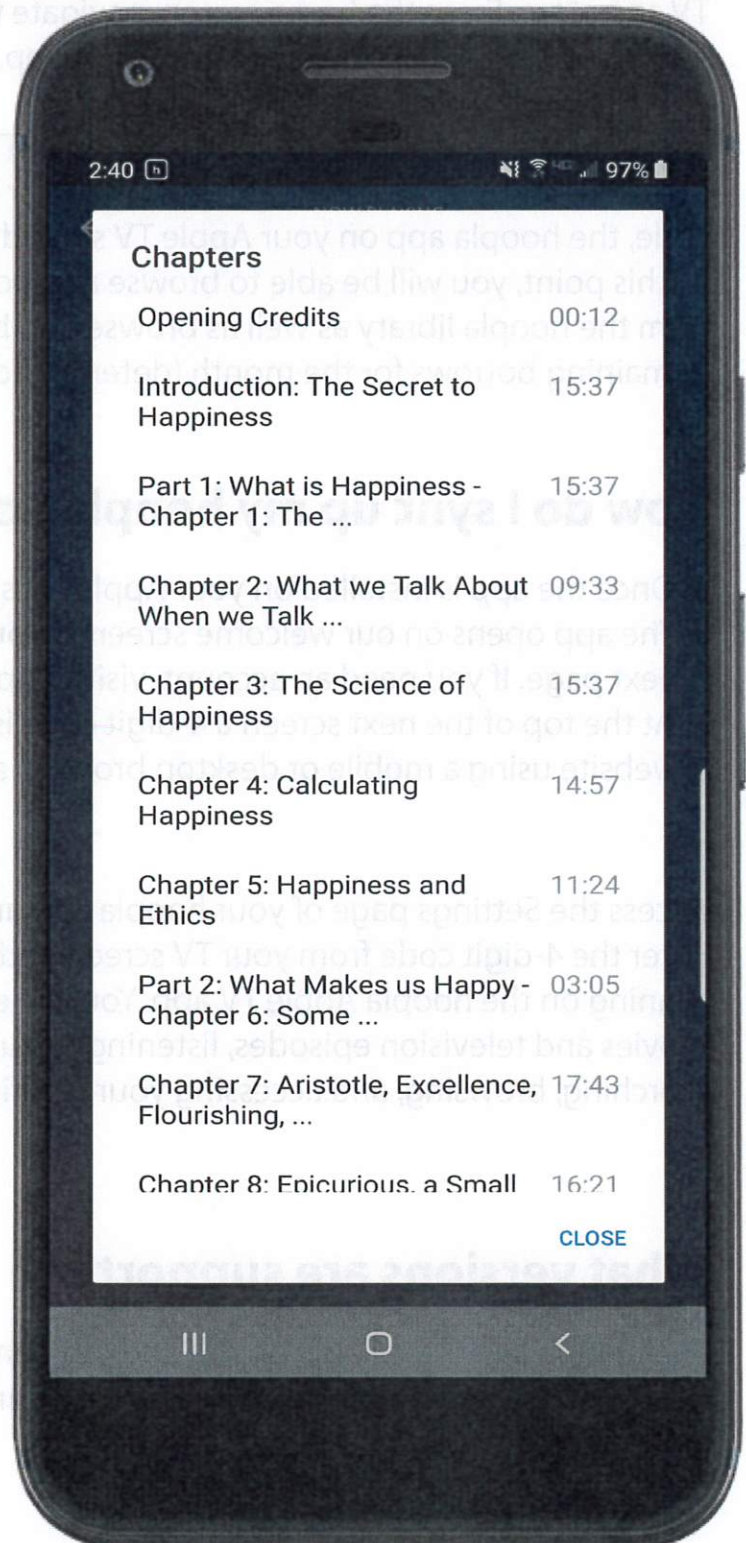 2:40 h 97%
Chapters
Opening Credits 00:12
Introduction: The Secret to 15:37
Happiness
Part 1: What is Happiness - 15:37
Chapter 1: The ...
Chapter 2: What we Talk About 09:33
When we Talk ...
Chapter 3: The Science of 15:37
Happiness
Chapter 4: Calculating 14:57
Happiness
Chapter 5: Happiness and 11:24
Ethics
Part 2: What Makes us Happy - 03:05
Chapter 6: Some ...
Chapter 7: Aristotle, Excellence, 17:43
Flourishing, ...
Chapter 8: Epicurious, a Small 16:21
CLOSE